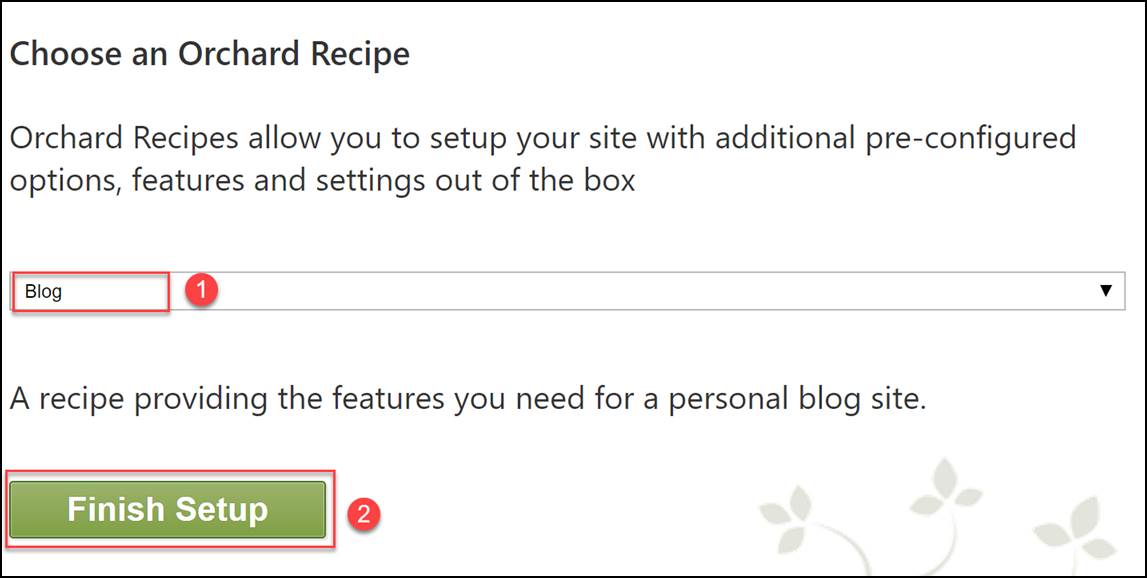 Choose an Orchard Recipe
Orchard Recipes allow you to setup your site with additional pre-configured
options, features and settings out of the box
Blog 1
A recipe providing the features you need for a personal blog site.
Finish Setup 2